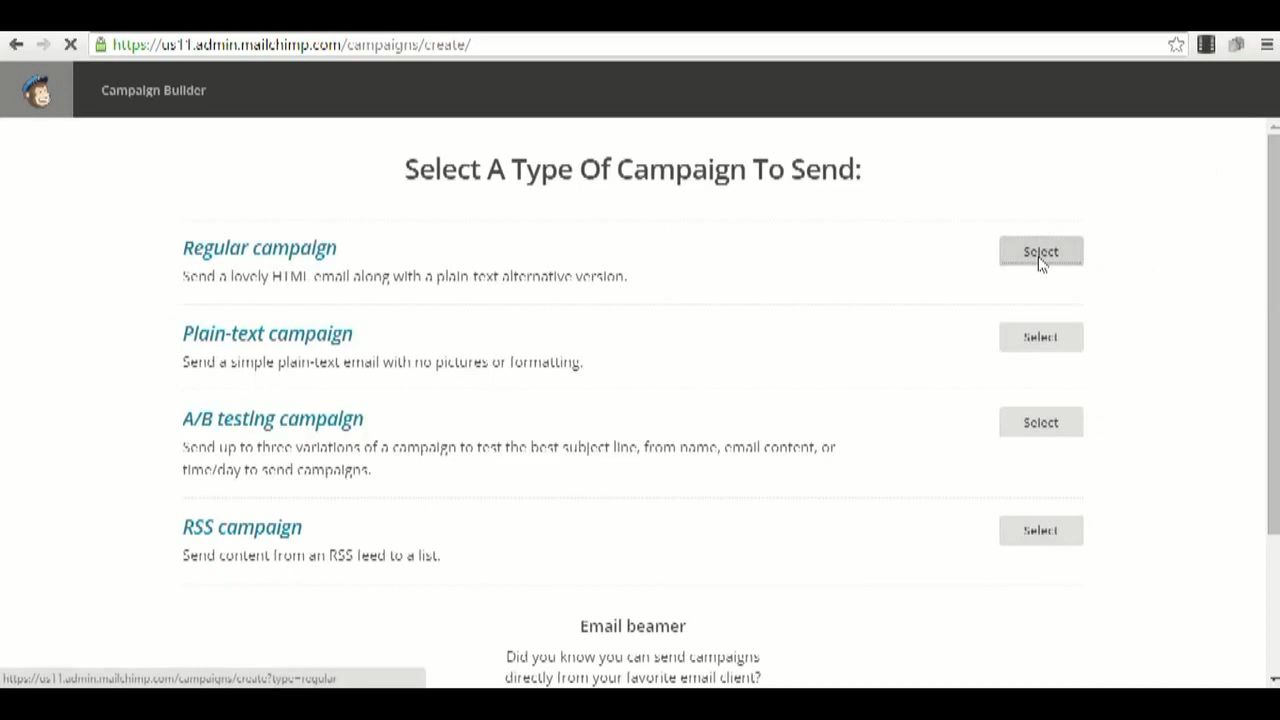 https://us11.admin.mailchimp.com/campaigns/create/
Campaign Builder
Select A Type Of Campaign To Send:
Regular campaign
Select
Send a lovely HTML email along with a plain-text alternative version.
Plain-text campaign
Select
Send a simple plain-text email with no pictures or formatting.
A/B testing campaign
Select
Send up to three variations of a campaign to test the best subject line, from name, email content, or
time/day to send campaigns.
RSS campaign
Select
Send content from an RSS feed to a list.
Email beamer
Did you know you can send campaigns
directly from your favorite email client?
https://us11.admin.mailchimp.com/campaigns/create?type=regular